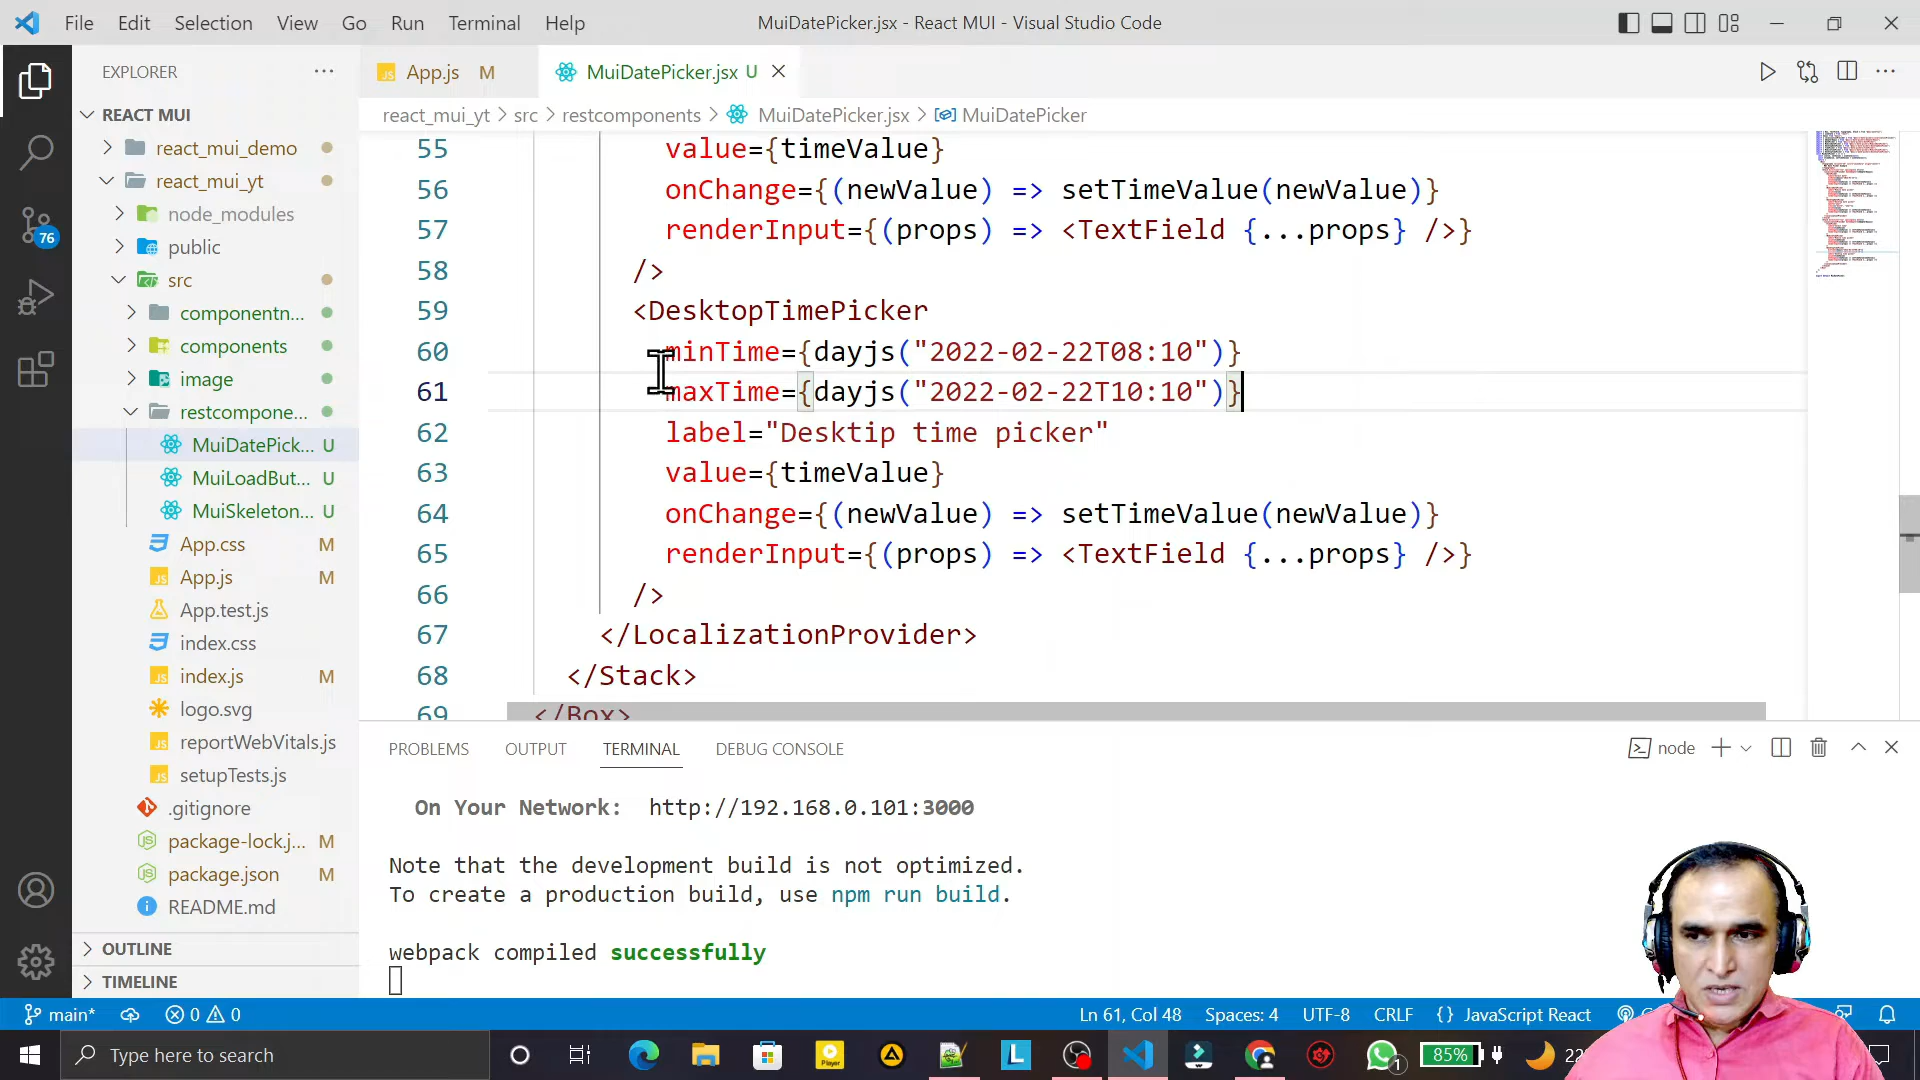 File Edit Selection View Go Run Terminal Help
MuiDatePicker.jsx - React MUI - Visual Studio Code
EXPLORER
App.js M
MuiDatePicker.jsx U
REACT MUI
react_mui_yt > src > restcomponents > MuiDatePicker.jsx > MuiDatePicker
react_mui_demo
react_mui_yt
node_modules
public
src
componentn...
components
image
restcompone...
MuiDatePick... U
MuiLoadBut... U
MuiSkeleton... U
App.css M
App.js M
App.test.js
index.css
index.js M
logo.svg
reportWebVitals.js
setupTests.js
.gitignore
package-lock.j... M
package.json M
README.md
OUTLINE
TIMELINE
76
55 value={timeValue}
56 onChange={(newValue) => setTimeValue(newValue)}
57 renderInput={(props) => <TextField {...props} />}
58 />
59 <DesktopTimePicker
60 minTime={dayjs("2022-02-22T08:10")}
61 maxTime={dayjs("2022-02-22T10:10")}
62 label="Desktip time picker"
63 value={timeValue}
64 onChange={(newValue) => setTimeValue(newValue)}
65 renderInput={(props) => <TextField {...props} />}
66 />
67 </LocalizationProvider>
68 </Stack>
69 </Box>
PROBLEMS OUTPUT TERMINAL DEBUG CONSOLE
node
On Your Network: http://192.168.0.101:3000
Note that the development build is not optimized.
To create a production build, use npm run build.
webpack compiled successfully
main* 0 0
Ln 61, Col 48 Spaces: 4 UTF-8 CRLF {} JavaScript React
Type here to search
Player
L
1
85%